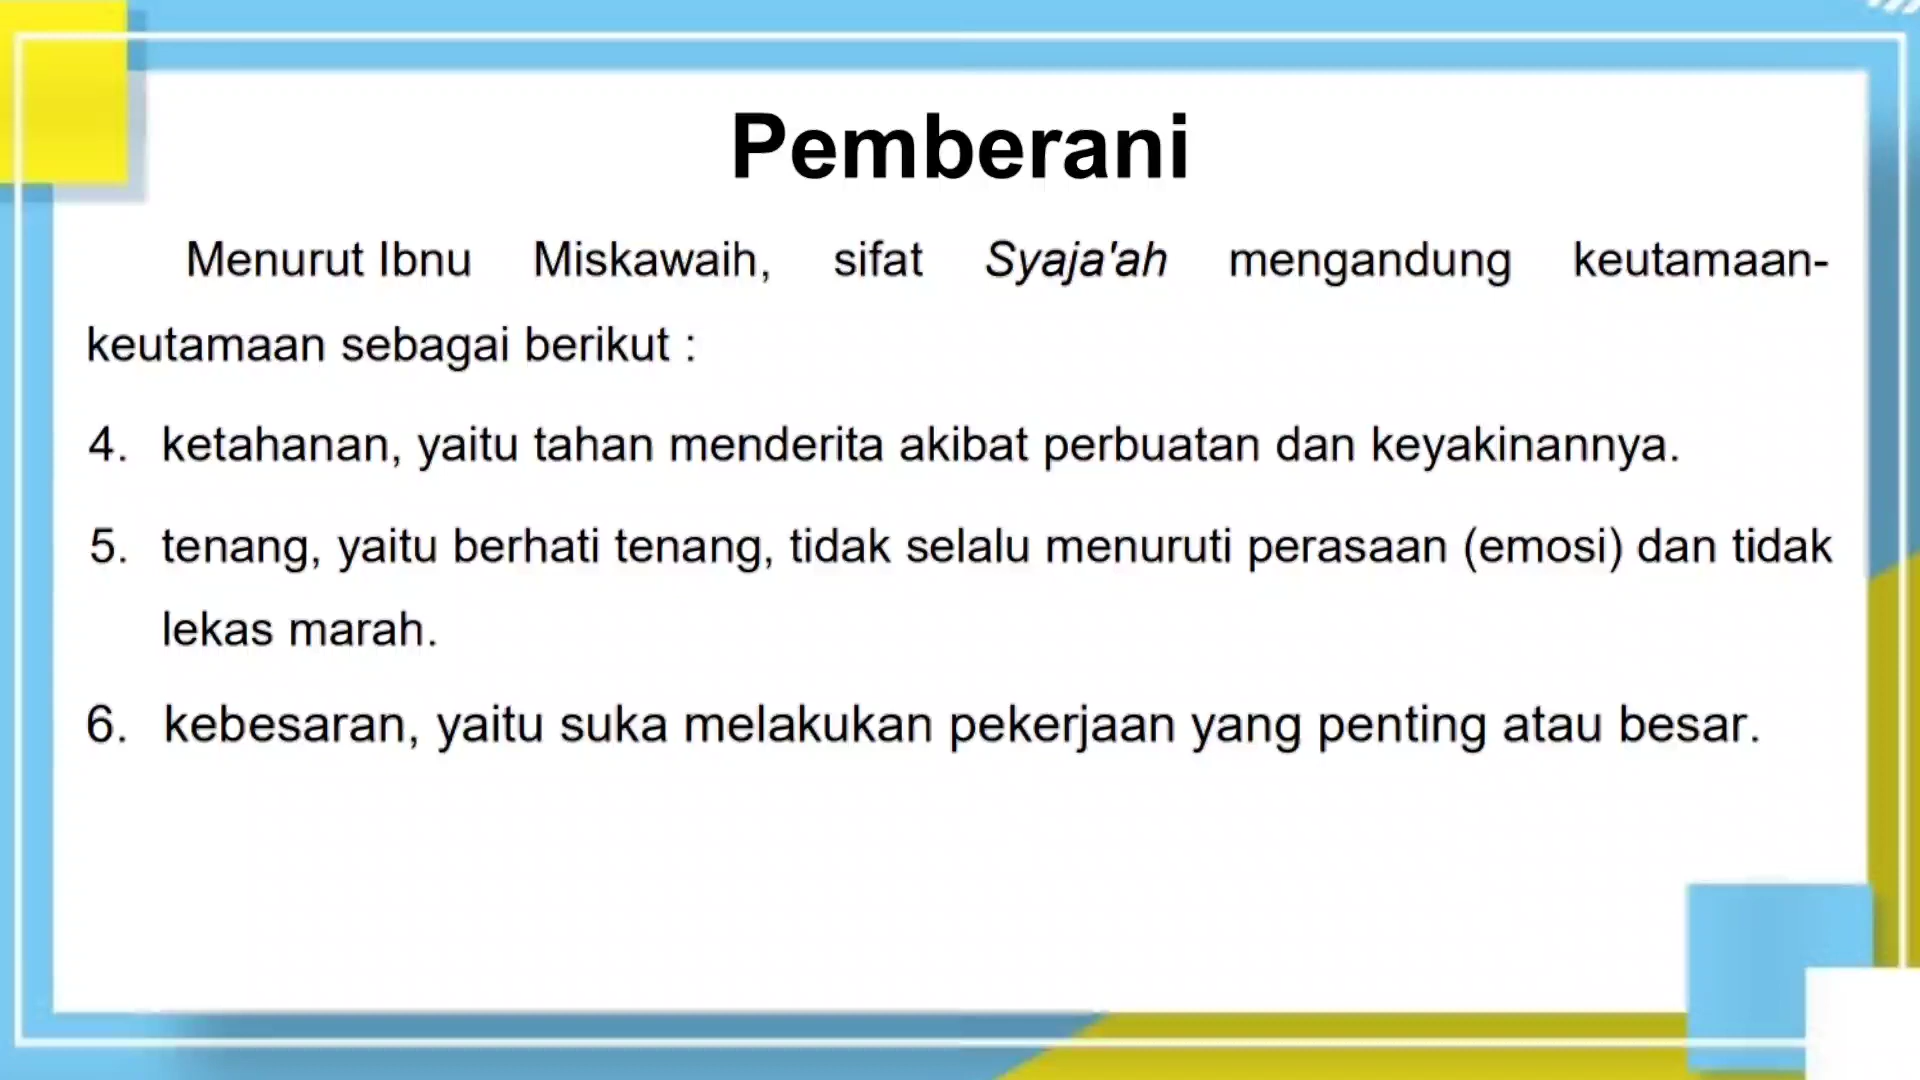 Pemberani
Menurut Ibnu Miskawaih, sifat Syaja'ah mengandung keutamaan-
keutamaan sebagai berikut :
4. ketahanan, yaitu tahan menderita akibat perbuatan dan keyakinannya.
5. tenang, yaitu berhati tenang, tidak selalu menuruti perasaan (emosi) dan tidak
lekas marah.
6. kebesaran, yaitu suka melakukan pekerjaan yang penting atau besar.